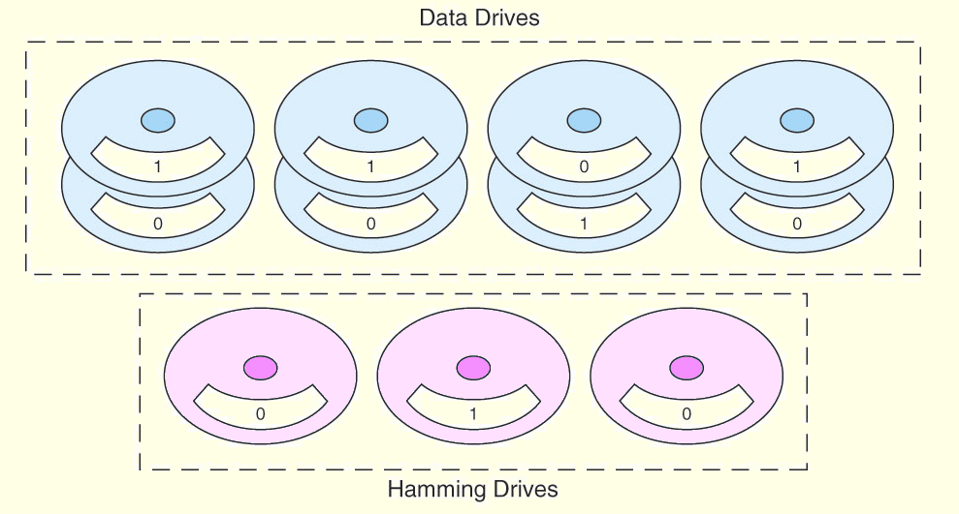 Data Drives
1 1 0 1
0 0 1 0
0 1 0
Hamming Drives